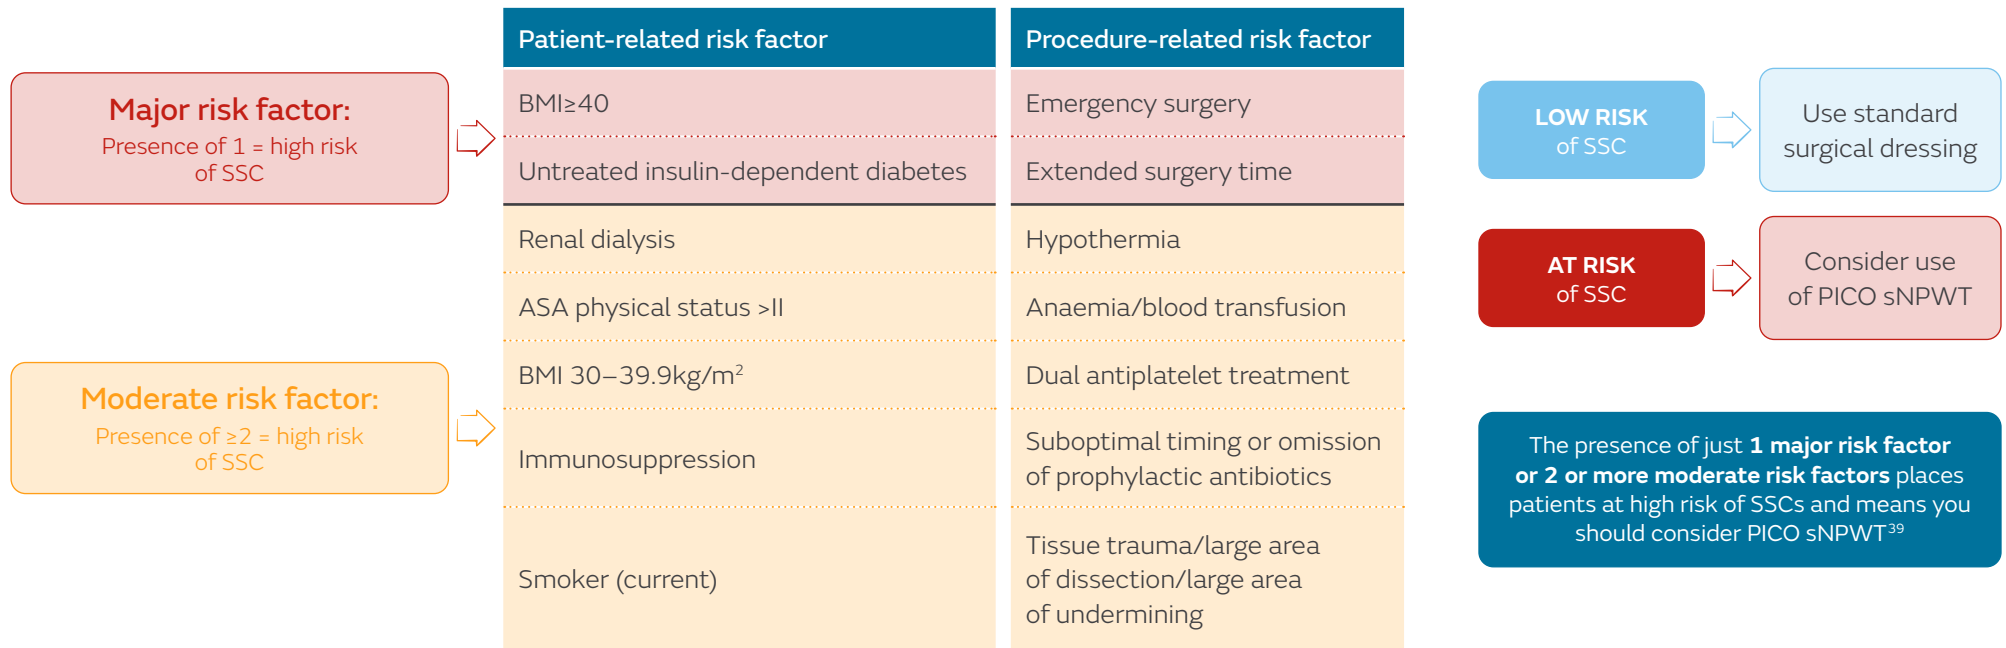 Major risk factor:
Presence of 1 = high risk
of SSC
Moderate risk factor:
Presence of ≥2 = high risk
of SSC
Patient-related risk factor
BMI≥40
Untreated insulin-dependent diabetes
Renal dialysis
ASA physical status >II
BMI 30–39.9kg/m²
Immunosuppression
Smoker (current)
Procedure-related risk factor
Emergency surgery
Extended surgery time
Hypothermia
Anaemia/blood transfusion
Dual antiplatelet treatment
Suboptimal timing or omission
of prophylactic antibiotics
Tissue trauma/large area
of dissection/large area
of undermining
LOW RISK
of SSC
Use standard
surgical dressing
AT RISK
of SSC
Consider use
of PICO sNPWT
The presence of just 1 major risk factor
or 2 or more moderate risk factors places
patients at high risk of SSCs and means you
should consider PICO sNPWT³⁹